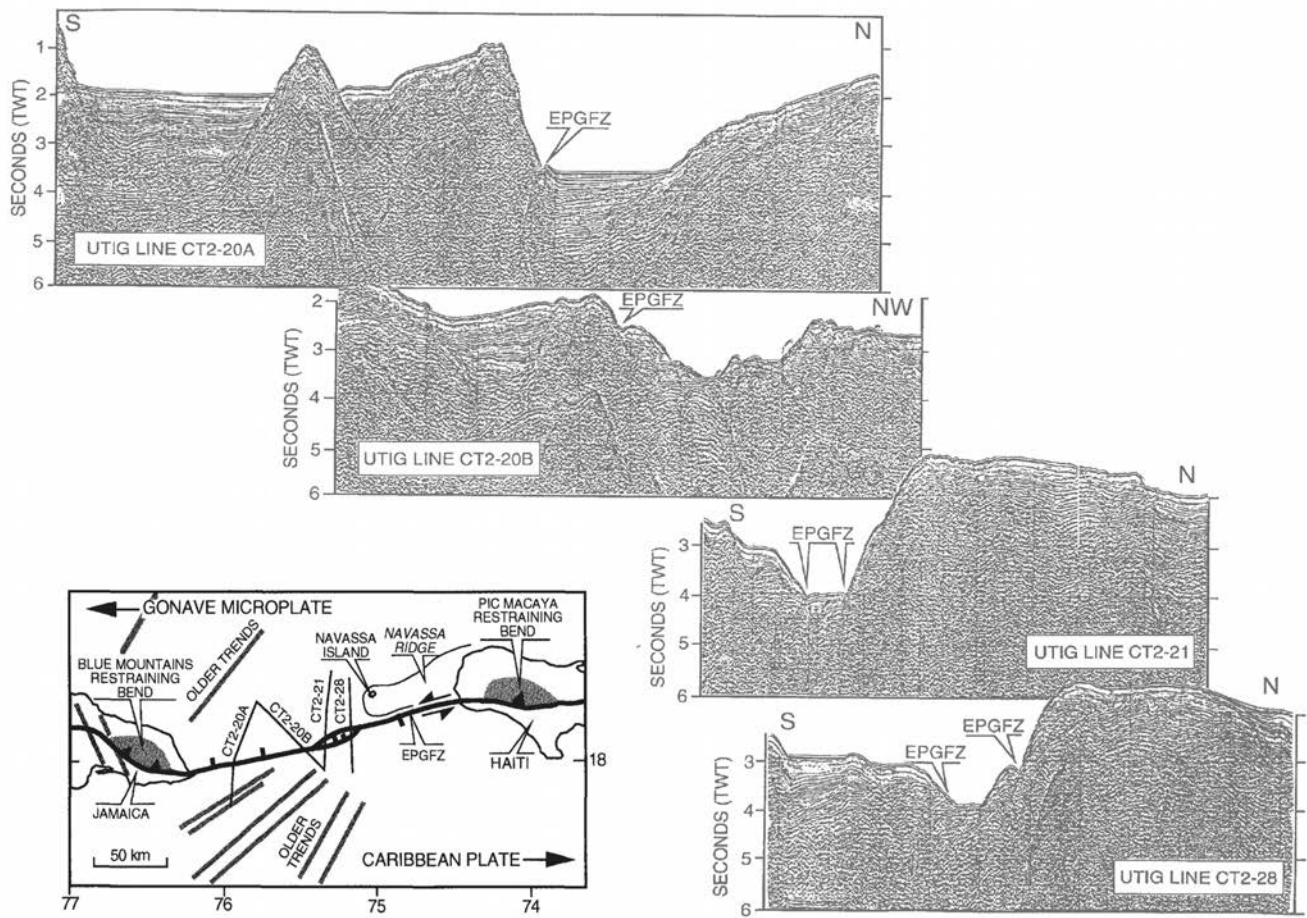 S
N
1
2
3
4
5
6
SECONDS (TWT)
EPGFZ
UTIG LINE CT2-20A
2
3
4
5
6
SECONDS (TWT)
EPGFZ
NW
UTIG LINE CT2-20B
S
N
3
4
5
6
SECONDS (TWT)
EPGFZ
UTIG LINE CT2-21
S
N
3
4
5
6
SECONDS (TWT)
EPGFZ
EPGFZ
UTIG LINE CT2-28
GONAVE MICROPLATE
PIC MACAYA
RESTRAINING
BEND
NAVASSA
ISLAND
NAVASSA
RIDGE
BLUE MOUNTAINS
RESTRAINING
BEND
OLDER TRENDS
CT2-20A
CT2-20B
CT2-21
CT2-28
EPGFZ
HAITI
18
JAMAICA
OLDER
TRENDS
50 km
CARIBBEAN PLATE
77
76
75
74